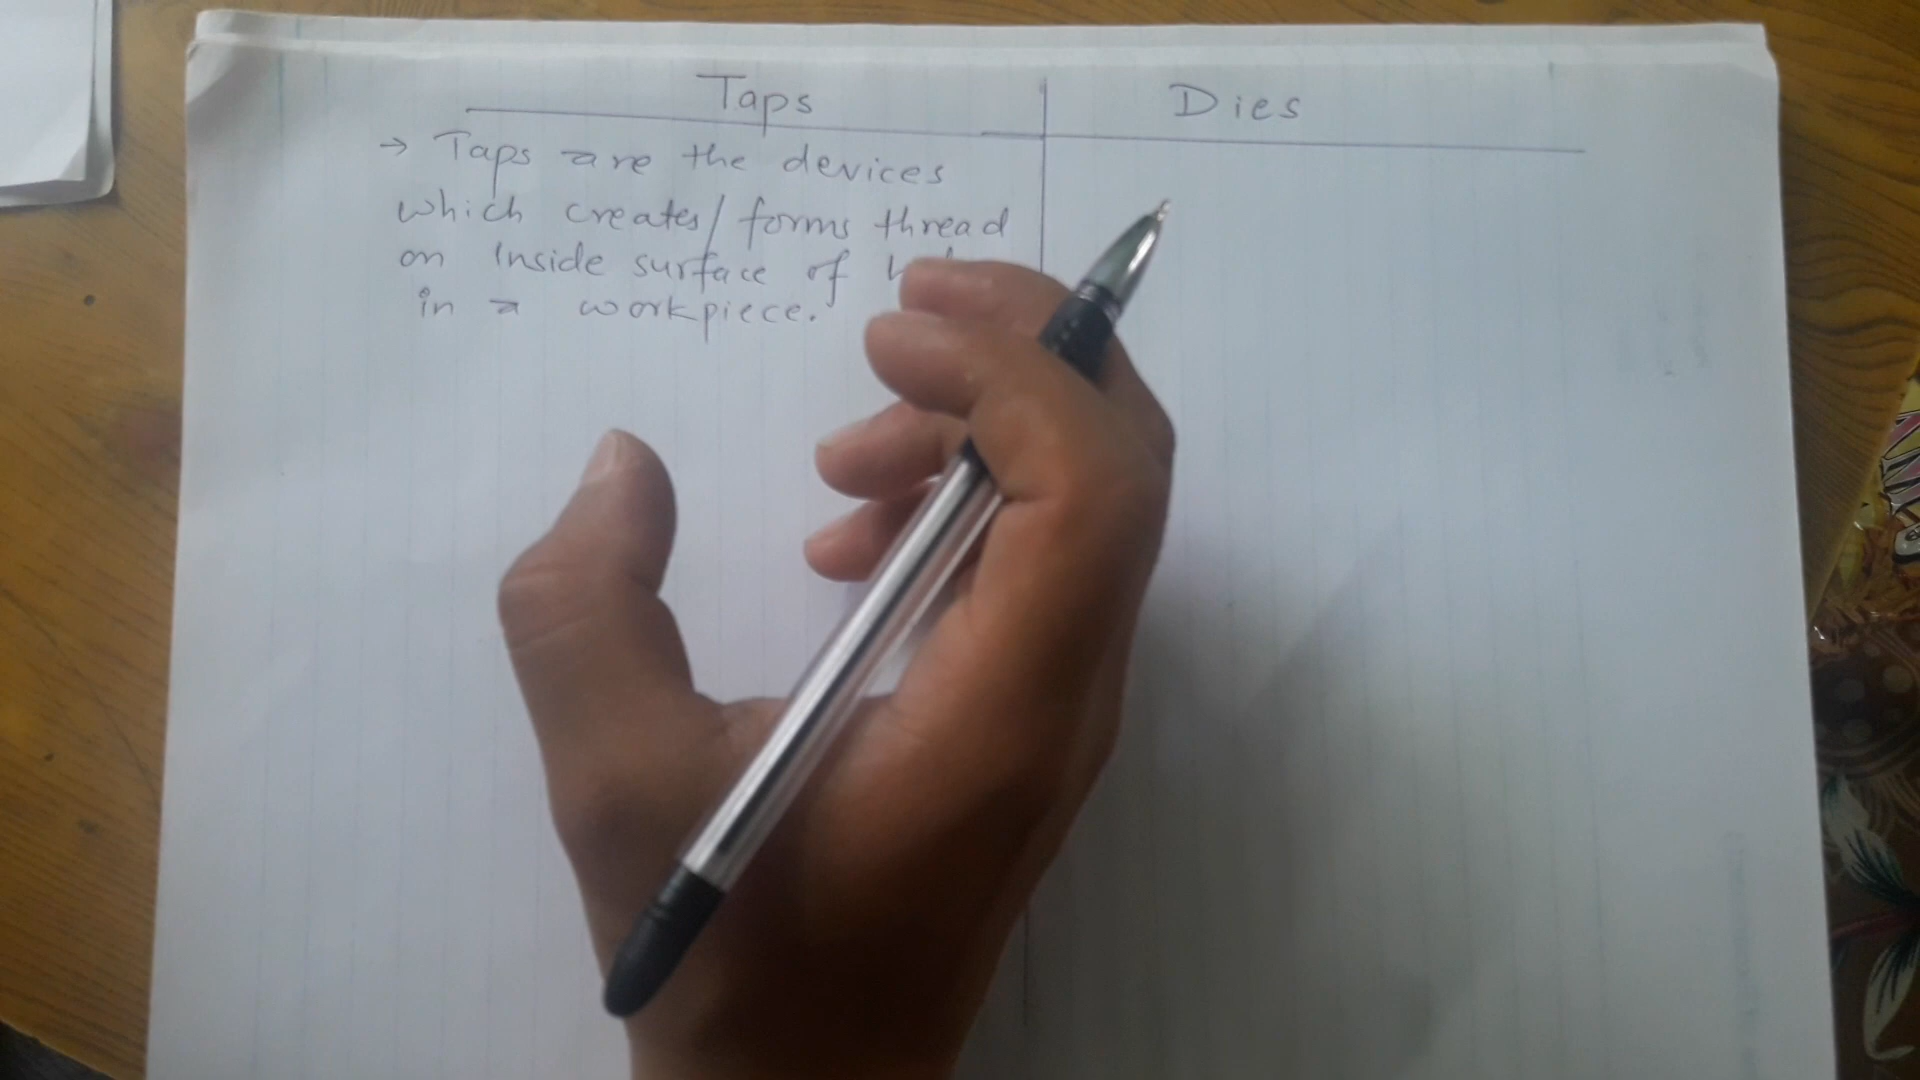 Taps
Dies
→ Taps are the devices
which creates/forms thread
on inside surface of
in a workpiece.